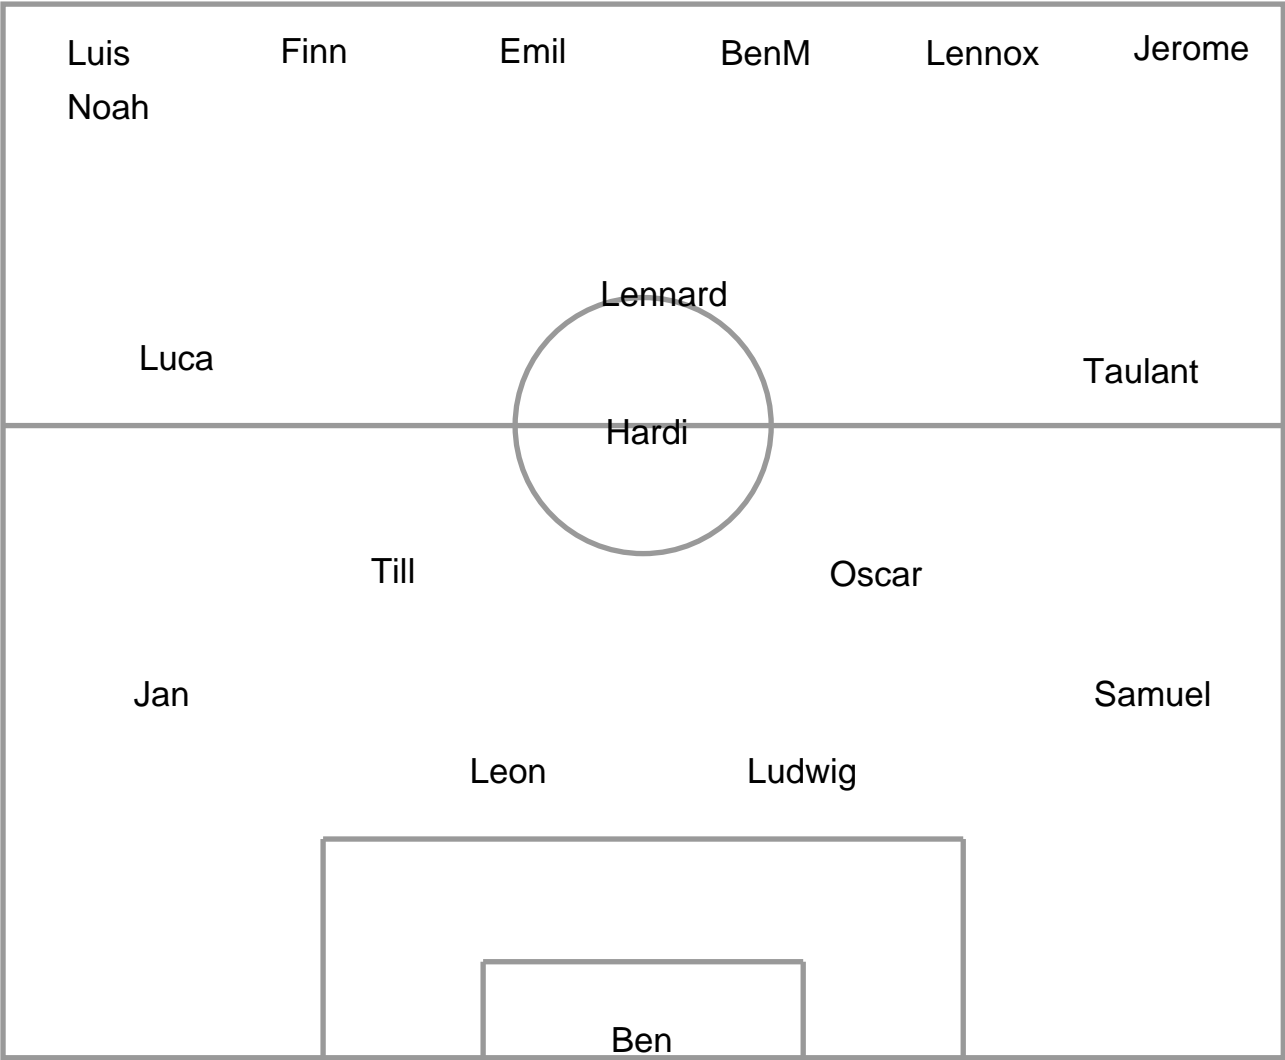 Luis Finn Emil BenM Lennox Jerome
Noah
Lennard
Luca Taulant
Hardi
Till Oscar
Jan Samuel
Leon Ludwig
Ben